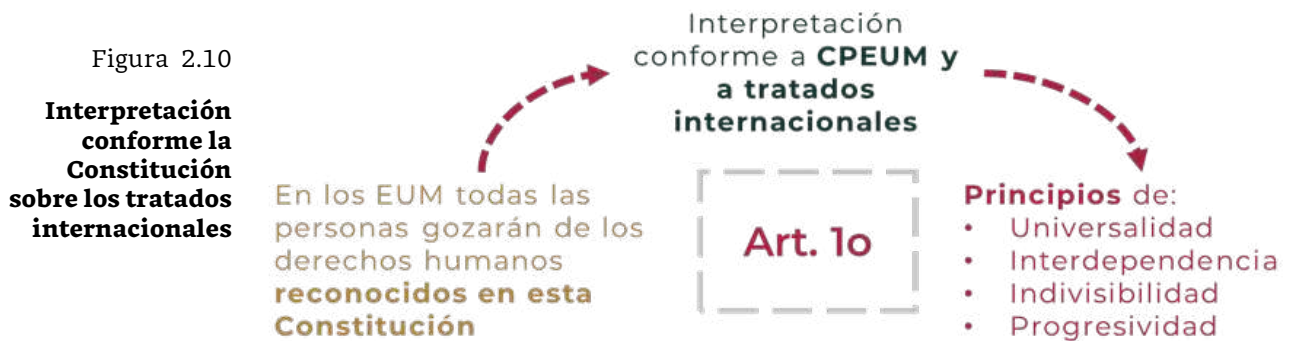 Figura 2.10
Interpretación
conforme la
Constitución
sobre los tratados
internacionales
En los EUM todas las
personas gozarán de los
derechos humanos
reconocidos en esta
Constitución
Interpretación
conforme a CPEUM y
a tratados
internacionales
Art. 1o
Principios de:
• Universalidad
• Interdependencia
• Indivisibilidad
• Progresividad